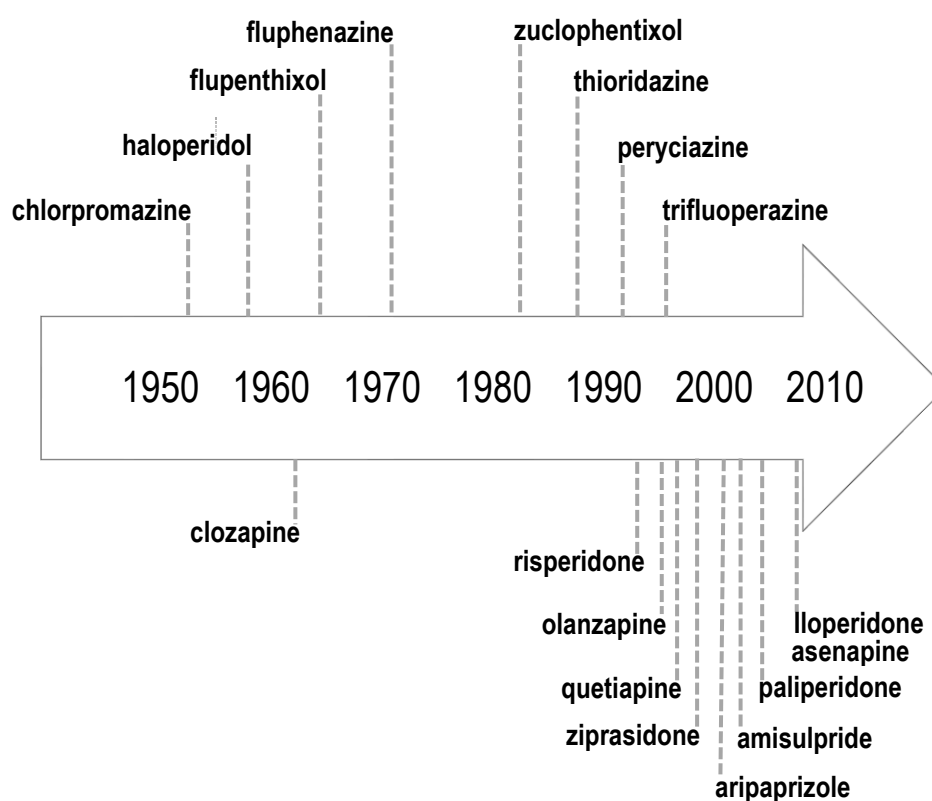 fluphenazine
zuclophentixol
flupenthixol
thioridazine
haloperidol
peryciazine
chlorpromazine
trifluoperazine
1950 1960 1970 1980 1990 2000 2010
clozapine
risperidone
olanzapine
lloperidone
asenapine
quetiapine
paliperidone
ziprasidone
amisulpride
aripaprizole